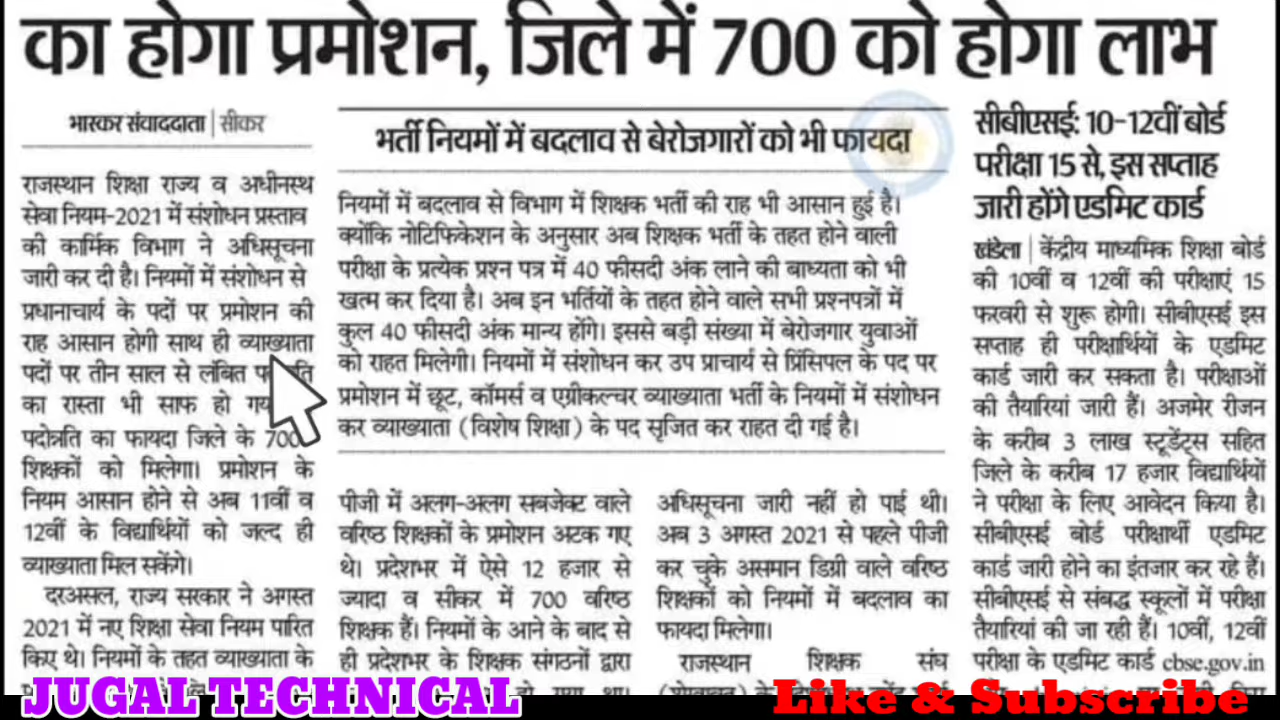 का होगा प्रमोशन, जिले में 700 को होगा लाभ
भास्कर संवाददाता | सीकर
राजस्थान शिक्षा राज्य व अधीनस्थ
सेवा नियम-2021 में संशोधन प्रस्ताव
की कार्मिक विभाग ने अधिसूचना
जारी कर दी है। नियमों में संशोधन से
प्रधानाचार्य के पदों पर प्रमोशन की
राह आसान होगी साथ ही व्याख्याता
पदों पर तीन साल से लंबित
का रास्ता भी साफ हो
पदोन्नति का फायदा जिले के 700
शिक्षकों को मिलेगा। प्रमोशन के
नियम आसान होने से अब 11वीं व
12वीं के विद्यार्थियों को जल्द ही
व्याख्याता मिल सकेंगे।
दरअसल, राज्य सरकार ने अगस्त
2021 में नए शिक्षा सेवा नियम पारित
किए थे। नियमों के तहत व्याख्याता के
भर्ती नियमों में बदलाव से बेरोजगारों को भी फायदा
नियमों में बदलाव से विभाग में शिक्षक भर्ती की राह भी आसान हुई है।
क्योंकि नोटिफिकेशन के अनुसार अब शिक्षक भर्ती के तहत होने वाली
परीक्षा के प्रत्येक प्रश्न पत्र में 40 फीसदी अंक लाने की बाध्यता को भी
खत्म कर दिया है। अब इन भर्तियों के तहत होने वाले सभी प्रश्नपत्रों में
कुल 40 फीसदी अंक मान्य होंगे। इससे बड़ी संख्या में बेरोजगार युवाओं
को राहत मिलेगी। नियमों में संशोधन कर उप प्राचार्य से प्रिंसिपल के पद पर
प्रमोशन में छूट, कॉमर्स व एग्रीकल्चर व्याख्याता भर्ती के नियमों में संशोधन
कर व्याख्याता (विशेष शिक्षा) के पद सृजित कर राहत दी गई है।
पीजी में अलग-अलग सबजेक्ट वाले
वरिष्ठ शिक्षकों के प्रमोशन अटक गए
थे। प्रदेशभर में ऐसे 12 हजार से
ज्यादा व सीकर में 700 वरिष्ठ
शिक्षक हैं। नियमों के आने के बाद से
ही प्रदेशभर के शिक्षक संगठनों द्वारा
अधिसूचना जारी नहीं हो पाई थी।
अब 3 अगस्त 2021 से पहले पीजी
कर चुके असमान डिग्री वाले वरिष्ठ
शिक्षकों को नियमों में बदलाव का
फायदा मिलेगा।
राजस्थान शिक्षक संघ
सीबीएसई: 10-12वीं बोर्ड
परीक्षा 15 से, इस सप्ताह
जारी होंगे एडमिट कार्ड
खंडेला | केंद्रीय माध्यमिक शिक्षा बोर्ड
की 10वीं व 12वीं की परीक्षाएं 15
फरवरी से शुरू होगी। सीबीएसई इस
सप्ताह ही परीक्षार्थियों के एडमिट
कार्ड जारी कर सकता है। परीक्षाओं
की तैयारियां जारी हैं। अजमेर रीजन
के करीब 3 लाख स्टूडेंट्स सहित
जिले के करीब 17 हजार विद्यार्थियों
ने परीक्षा के लिए आवेदन किया है।
सीबीएसई बोर्ड परीक्षार्थी एडमिट
कार्ड जारी होने का इंतजार कर रहे हैं।
सीबीएसई से संबद्ध स्कूलों में परीक्षा
तैयारियां की जा रही हैं। 10वीं, 12वीं
परीक्षा के एडमिट कार्ड cbse.gov.in
JUGAL TECHNICAL
Like & Subscribe